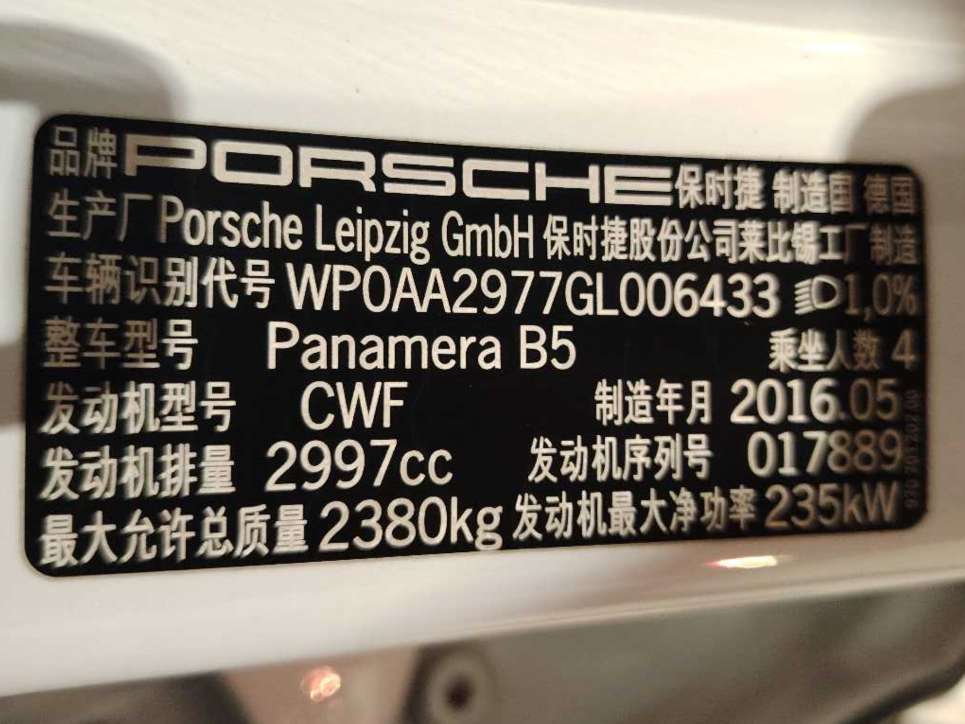 品牌 PORSCHE 保时捷 制造国 德国
生产厂 Porsche Leipzig GmbH 保时捷股份公司莱比锡工厂制造
车辆识别代号 WP0AA2977GL006433 1,0%
整车型号 Panamera B5 乘坐人数 4
发动机型号 CWF 制造年月 2016.05
发动机排量 2997cc 发动机序列号 017889
最大允许总质量 2380kg 发动机最大净功率 235kW